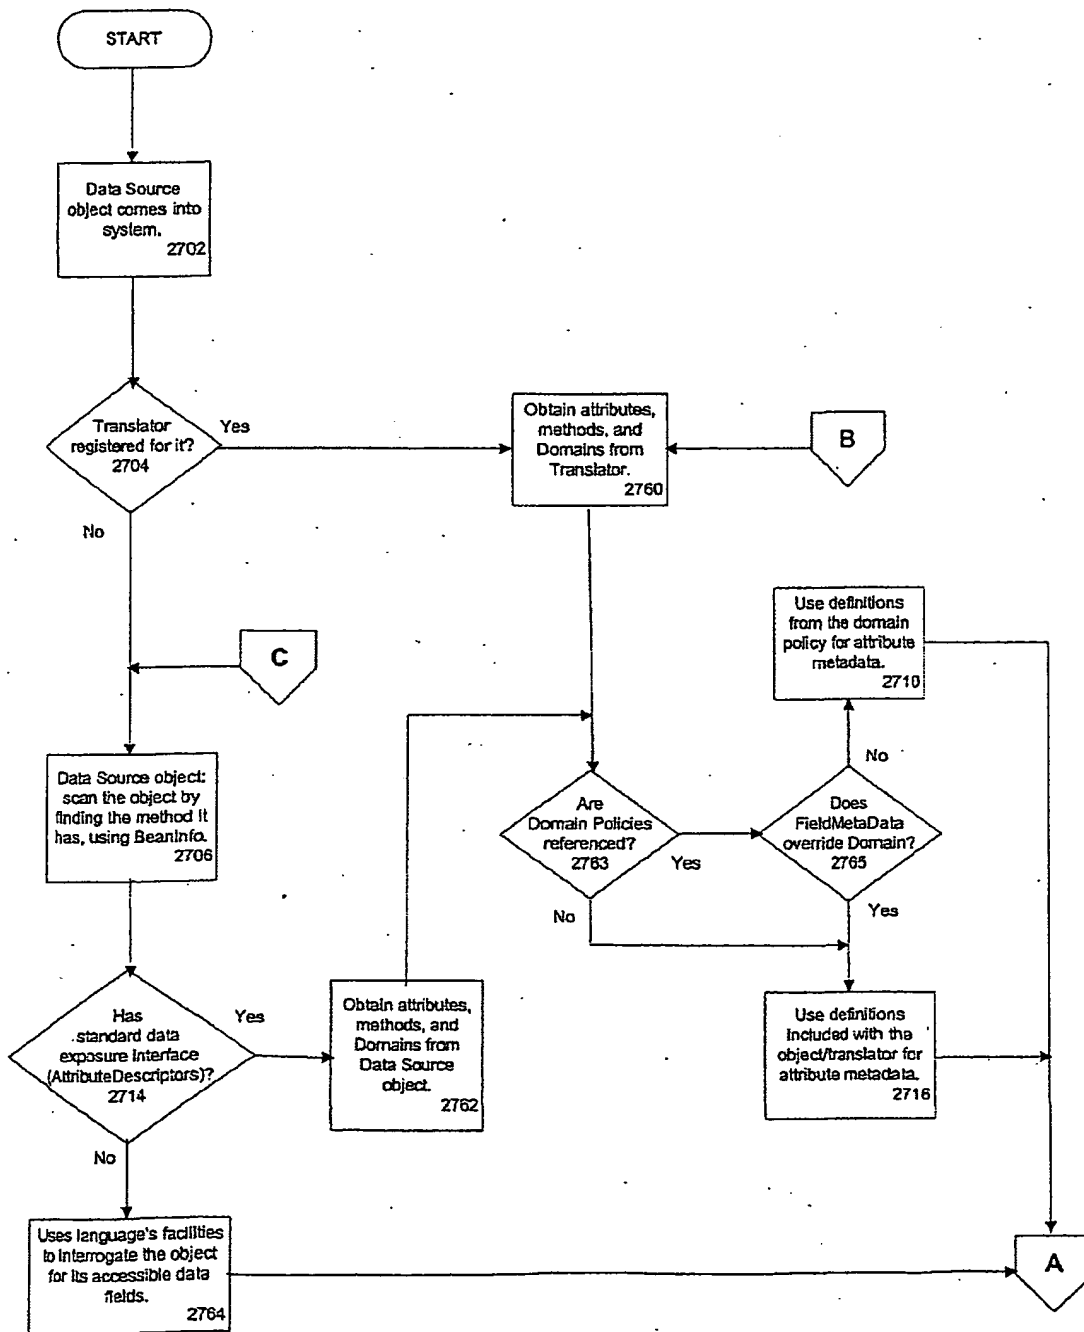 START
Data Source
object comes into
system.
2702
Translator
registered for it?
2704
Yes
No
Obtain attributes,
methods, and
Domains from
Translator.
2760
B
C
Use definitions
from the domain
policy for attribute
metadata.
2710
Data Source object:
scan the object by
finding the method it
has, using BeanInfo.
2706
Are
Domain Policies
referenced?
2763
Yes
No
Does
FieldMetaData
override Domain?
2765
No
Yes
Has
standard data
exposure Interface
(AttributeDescriptors)?
2714
Yes
No
Obtain attributes,
methods, and
Domains from
Data Source
object.
2762
Use definitions
included with the
object/translator for
attribute metadata.
2716
Uses language's facilities
to interrogate the object
for its accessible data
fields.
2764
A